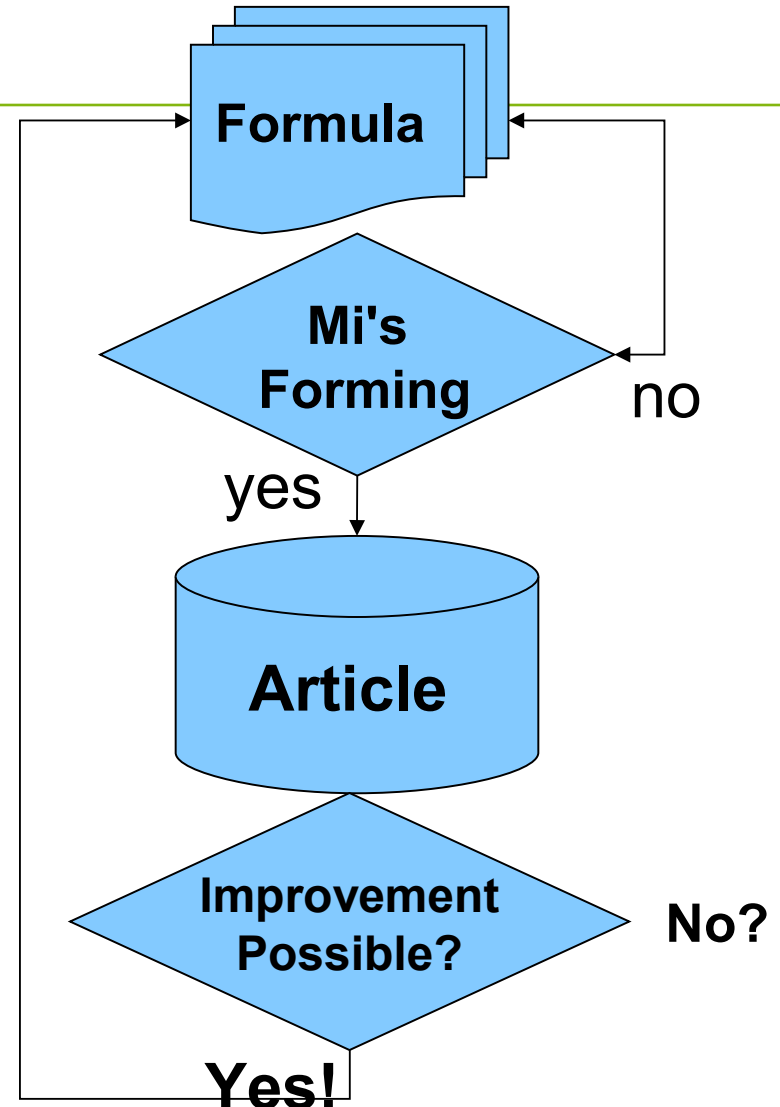 Formula
Mi's
Forming
no
yes
Article
Improvement
Possible?
No?
Yes!